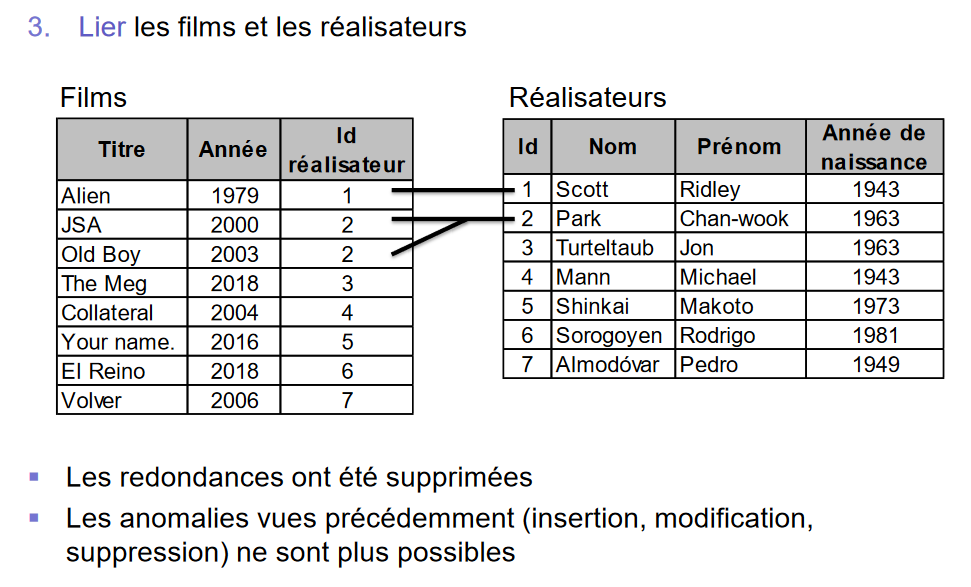 3. Lier les films et les réalisateurs
Films
Titre Année Id réalisateur
Alien 1979 1
JSA 2000 2
Old Boy 2003 2
The Meg 2018 3
Collateral 2004 4
Your name. 2016 5
El Reino 2018 6
Volver 2006 7
Réalisateurs
Id Nom Prénom Année de naissance
1 Scott Ridley 1943
2 Park Chan-wook 1963
3 Turteltaub Jon 1963
4 Mann Michael 1943
5 Shinkai Makoto 1973
6 Sorogoyen Rodrigo 1981
7 Almodóvar Pedro 1949
Les redondances ont été supprimées
Les anomalies vues précédemment (insertion, modification,
suppression) ne sont plus possibles